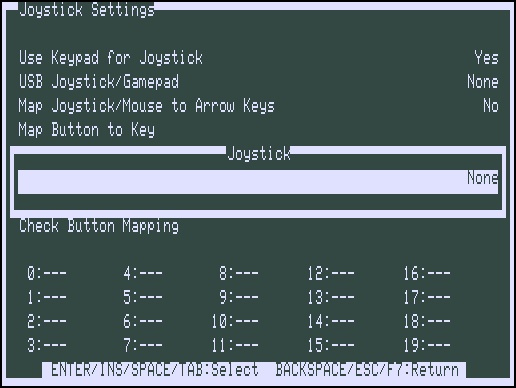 Joystick Settings
Use Keypad for Joystick Yes
USB Joystick/Gamepad None
Map Joystick/Mouse to Arrow Keys No
Map Button to Key
Joystick
None
Check Button Mapping
0:--- 4:--- 8:--- 12:--- 16:---
1:--- 5:--- 9:--- 13:--- 17:---
2:--- 6:--- 10:--- 14:--- 18:---
3:--- 7:--- 11:--- 15:--- 19:---
ENTER/INS/SPACE/TAB:Select BACKSPACE/ESC/F7:Return